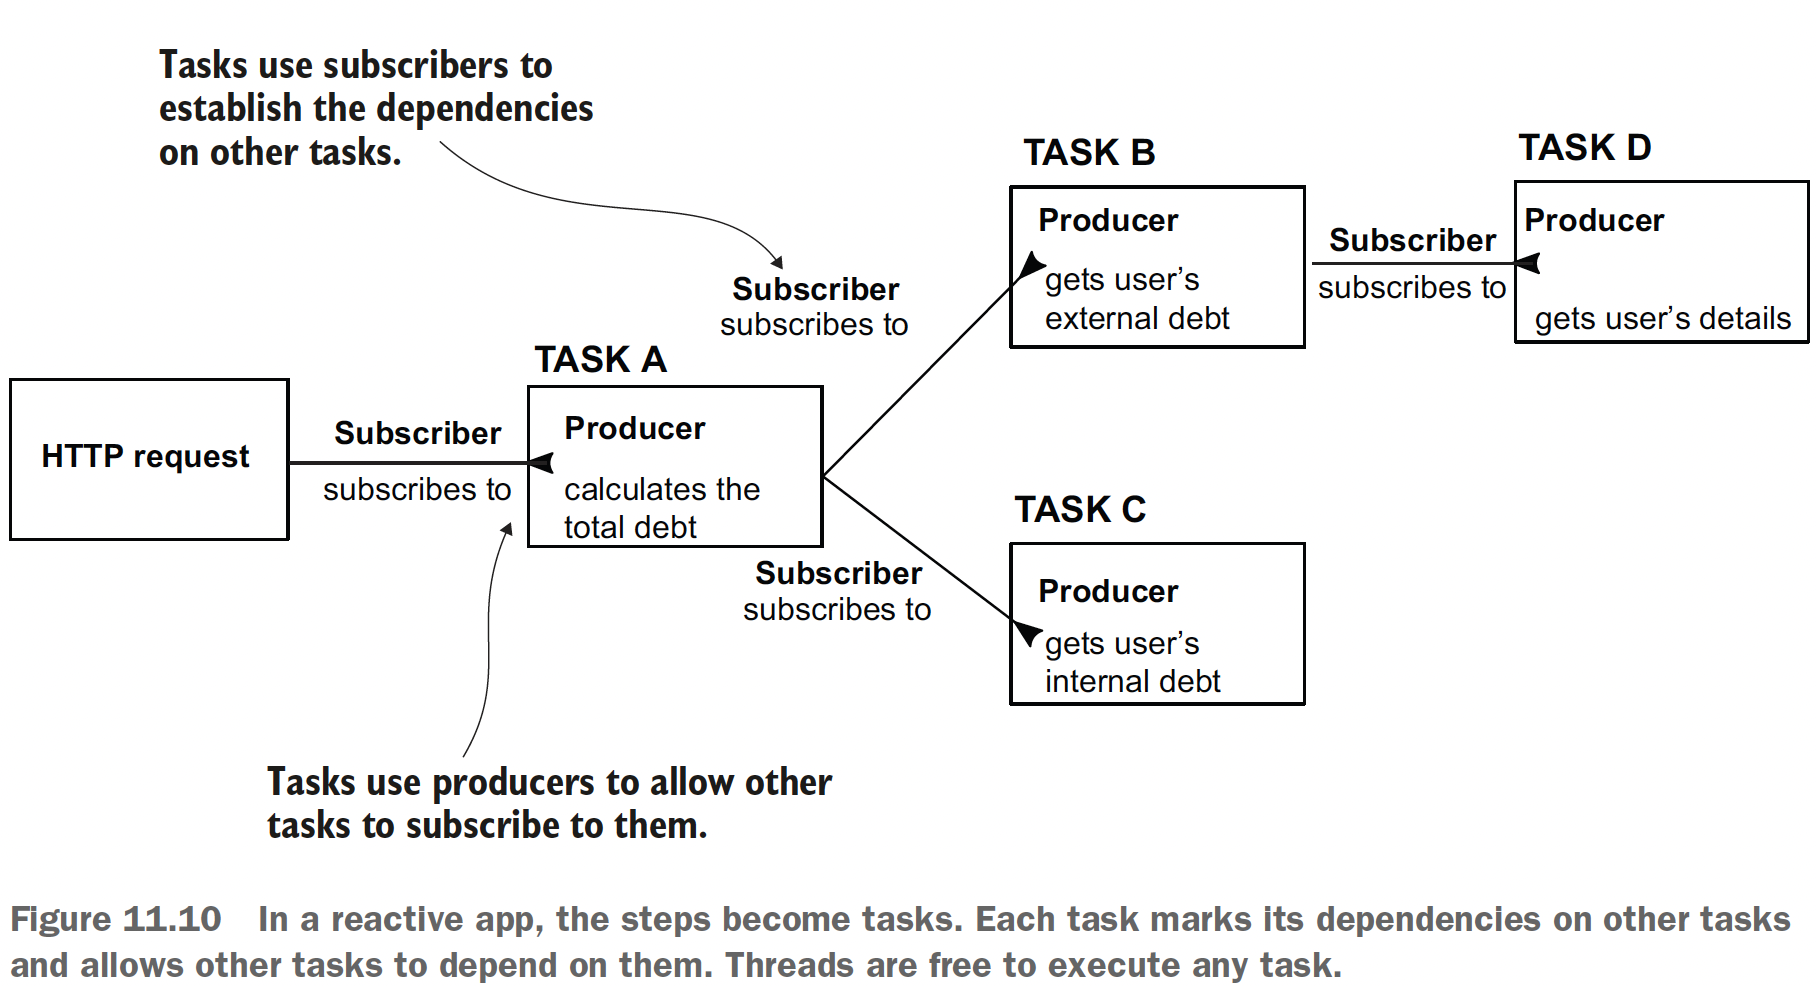 Tasks use subscribers to
establish the dependencies
on other tasks.
TASK B
Producer
gets user’s
external debt
TASK D
Producer
gets user’s details
Subscriber
subscribes to
Subscriber
subscribes to
TASK A
Producer
calculates the
total debt
HTTP request
Subscriber
subscribes to
TASK C
Producer
gets user’s
internal debt
Subscriber
subscribes to
Tasks use producers to allow other
tasks to subscribe to them.
Figure 11.10 In a reactive app, the steps become tasks. Each task marks its dependencies on other tasks
and allows other tasks to depend on them. Threads are free to execute any task.